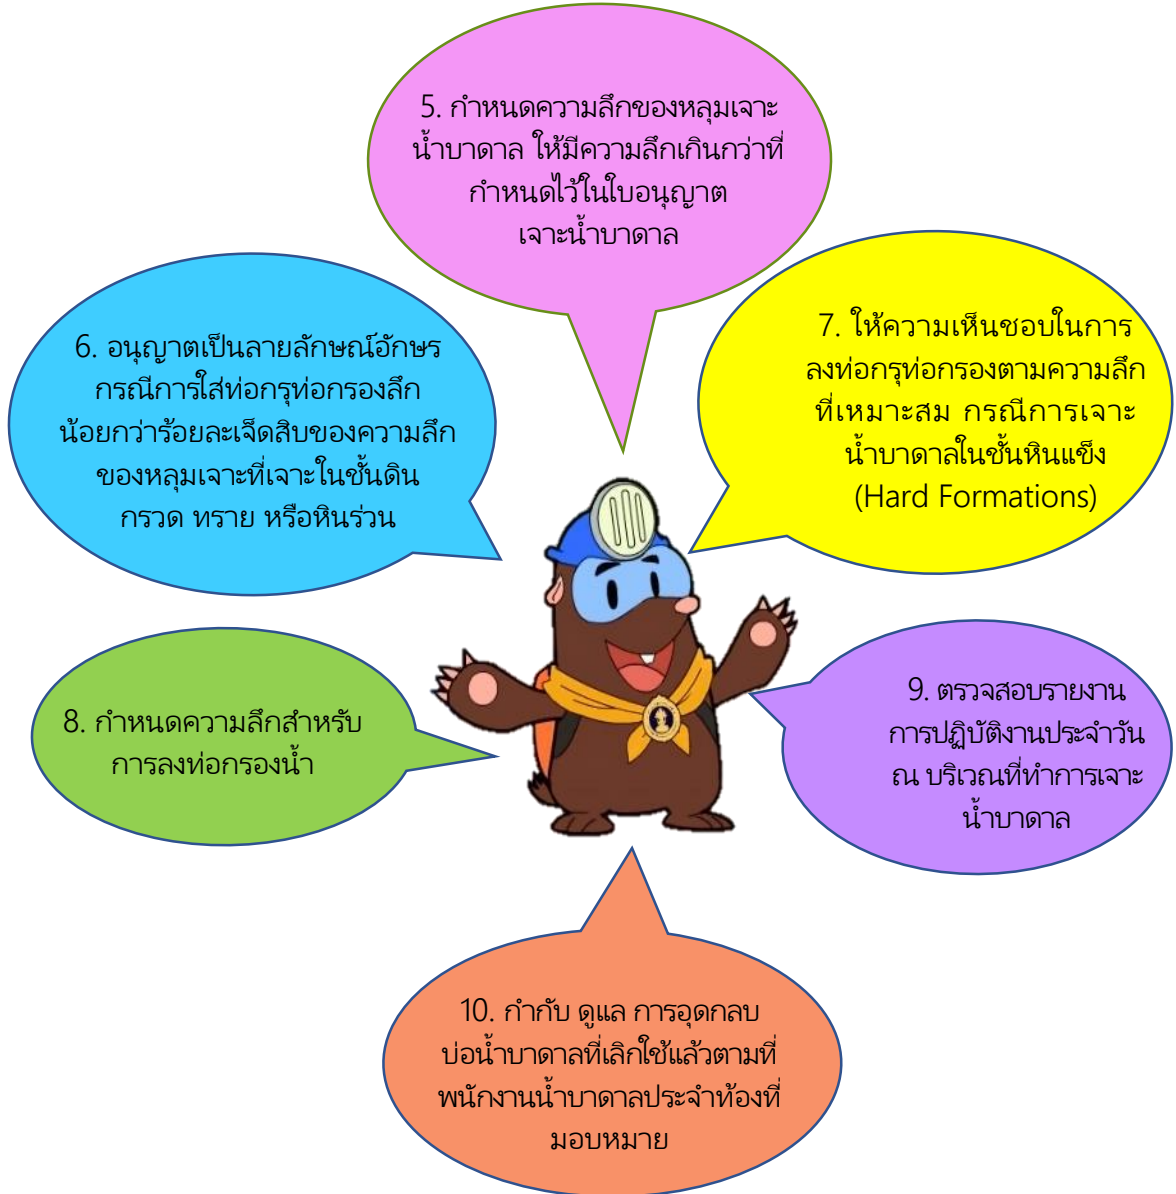 5. กำหนดความลึกของหลุมเจาะ
น้ำบาดาล ให้มีความลึกเกินกว่าที่
กำหนดไว้ในใบอนุญาต
เจาะน้ำบาดาล
6. อนุญาตเป็นลายลักษณ์อักษร
กรณีการใส่ท่อกรุท่อกรองลึก
น้อยกว่าร้อยละเจ็ดสิบของความลึก
ของหลุมเจาะที่เจาะในชั้นดิน
กรวด ทราย หรือหินร่วน
7. ให้ความเห็นชอบในการ
ลงท่อกรุท่อกรองตามความลึก
ที่เหมาะสม กรณีการเจาะ
น้ำบาดาลในชั้นหินแข็ง
(Hard Formations)
8. กำหนดความลึกสำหรับ
การลงท่อกรองน้ำ
9. ตรวจสอบรายงาน
การปฏิบัติงานประจำวัน
ณ บริเวณที่ทำการเจาะ
น้ำบาดาล
10. กำกับ ดูแล การอุดกลบ
บ่อน้ำบาดาลที่เลิกใช้แล้วตามที่
พนักงานน้ำบาดาลประจำท้องที่
มอบหมาย